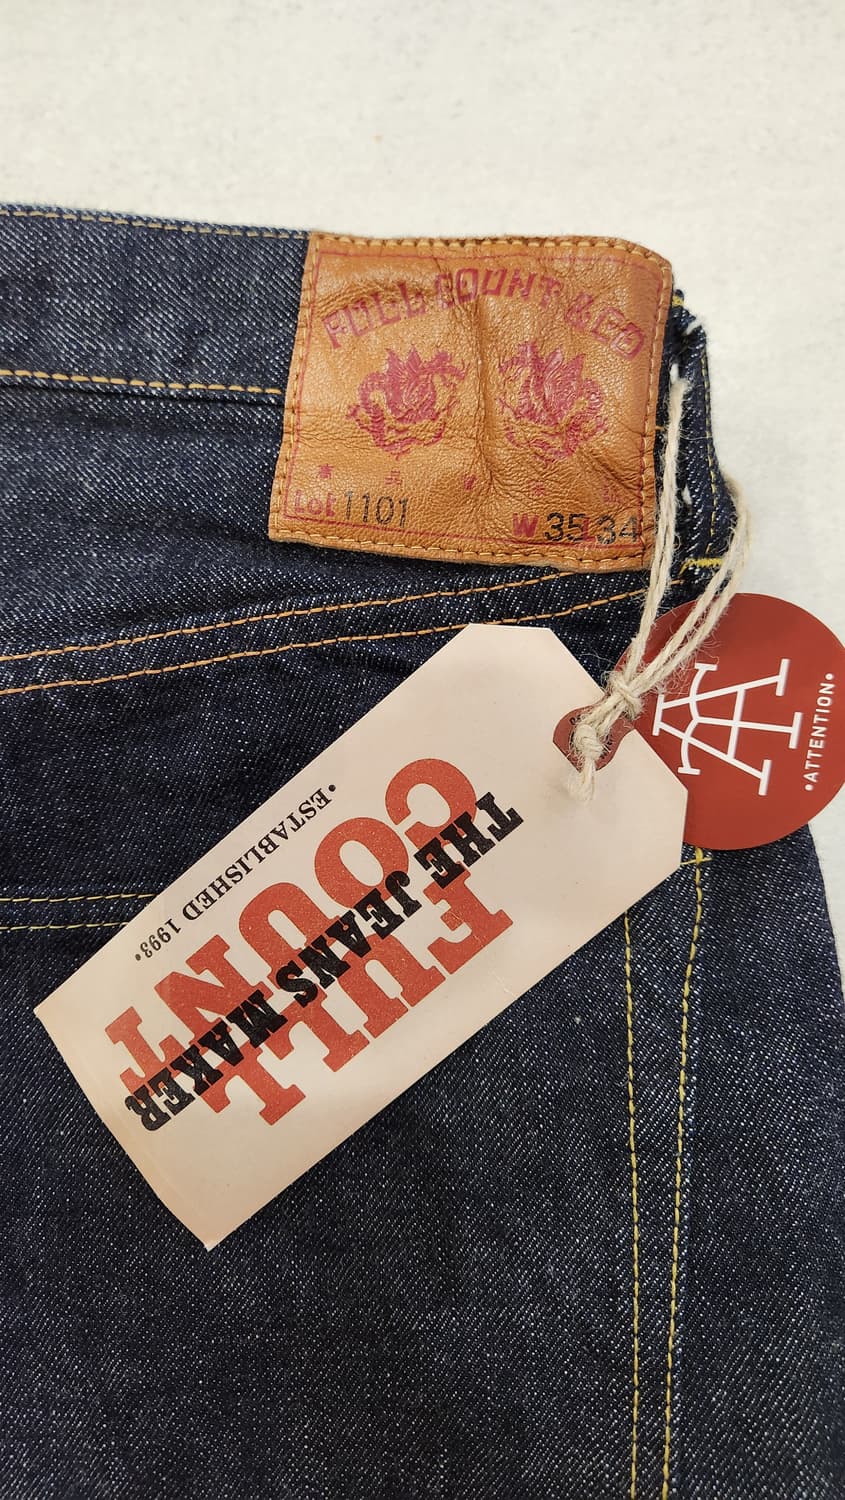 FULL COUNT & CO
Lot 1101
W 35 34
•ESTABLISHED 1993•
FULL
COUNT
THE JEANS MAKER
•ATTENTION•